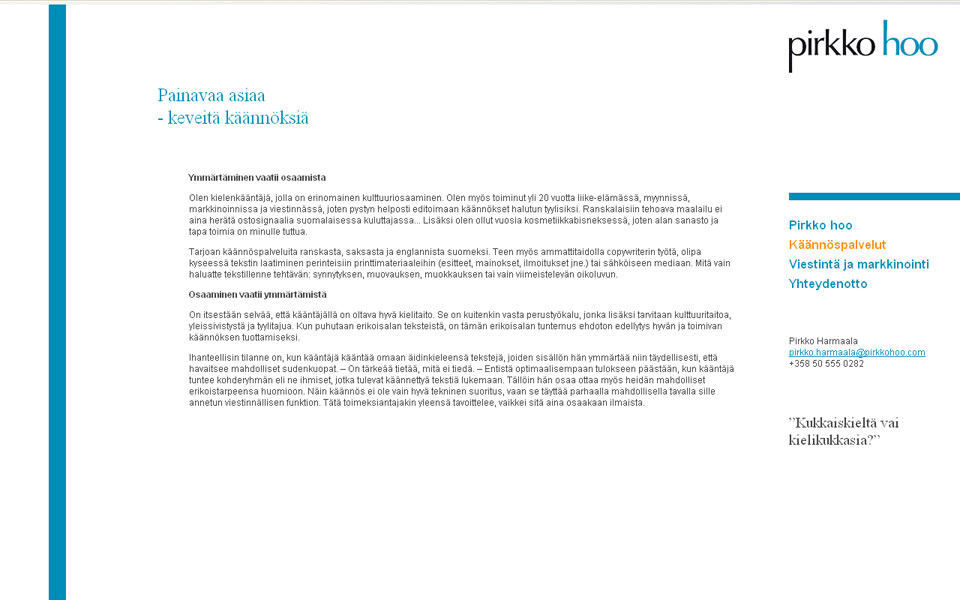 pirkko hoo
Painavaa asiaa
- keveitä käännöksiä
Ymmärtäminen vaatii osaamista
Olen kielenkääntäjä, jolla on erinomainen kulttuuriosaaminen. Olen myös toiminut yli 20 vuotta liike-elämässä, myynnissä,
markkinoinnissa ja viestinnässä, joten pystyn helposti editoimaan käännökset halutun tyylisiksi. Ranskalaisiin tehoava maalailu ei
aina herätä ostosignaalia suomalaisessa kuluttajassa... Lisäksi olen ollut vuosia kosmetiikkabisneksessä, joten alan sanasto ja
tapa toimia on minulle tuttua.
Tarjoan käännöspalveluita ranskasta, saksasta ja englannista suomeksi. Teen myös ammattitaidolla copywriterin työtä, olipa
kyseessä tekstin laatiminen perinteisiin printtimateriaaleihin (esitteet, mainokset, ilmoitukset jne.) tai sähköiseen mediaan. Mitä vain
haluatte tekstillenne tehtävän: synnytyksen, muovauksen, muokkauksen tai vain viimeistelevän oikoluvun.
Osaaminen vaatii ymmärtämistä
On itsestään selvää, että kääntäjällä on oltava hyvä kielitaito. Se on kuitenkin vasta perustyökalu, jonka lisäksi tarvitaan kulttuuritaitoa,
yleissivistystä ja tyylitajua. Kun puhutaan erikoisalan teksteistä, on tämän erikoisalan tuntemus ehdoton edellytys hyvän ja toimivan
käännöksen tuottamiseksi.
Ihanteellisin tilanne on, kun kääntäjä kääntää omaan äidinkieleensä tekstejä, joiden sisällön hän ymmärtää niin täydellisesti, että
havaitsee mahdolliset sudenkuopat. – On tärkeää tietää, mitä ei tiedä. – Entistä optimaalisempaan tulokseen päästään, kun kääntäjä
tuntee kohderyhmän eli ne ihmiset, jotka tulevat käännettyä tekstiä lukemaan. Tällöin hän osaa ottaa myös heidän mahdolliset
erikoistarpeensa huomioon. Näin käännös ei ole vain hyvä tekninen suoritus, vaan se täyttää parhaalla mahdollisella tavalla sille
annetun viestinnällisen funktion. Tätä toimeksiantajakin yleensä tavoittelee, vaikkei sitä aina osaakaan ilmaista.
Pirkko hoo
Käännöspalvelut
Viestintä ja markkinointi
Yhteydenotto
Pirkko Harmaala
pirkko.harmaala@pirkkohoo.com
+358 50 555 0282
”Kukkaiskieltä vai
kielikukkasia?”